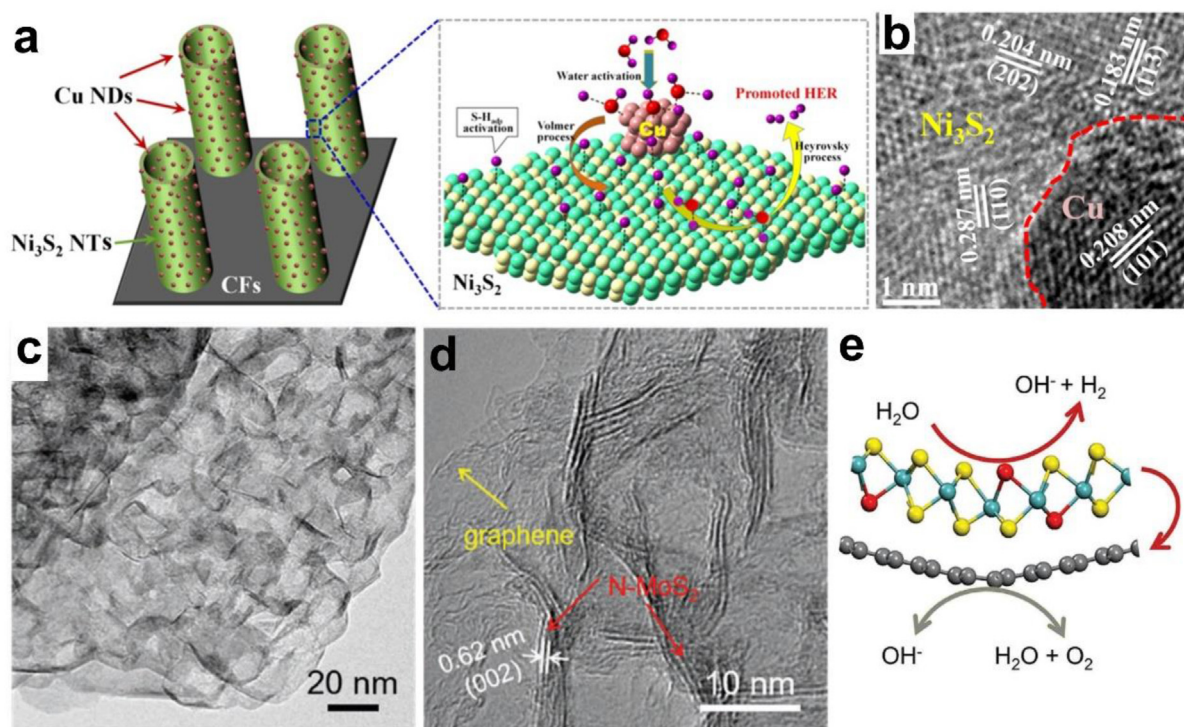 a
Cu NDs
Ni₃S₂ NTs
CFs
Water activation
Promoted HER
S-Hₐdₚ
activation
Volmer
process
Cu
Heyrovsky
process
Ni₃S₂
b
0.204 nm
(202)
0.183 nm
(113)
Ni₃S₂
0.287 nm
(110)
Cu
0.208 nm
(101)
1 nm
c
20 nm
d
graphene
N-MoS₂
0.62 nm
(002)
10 nm
e
OH⁻ + H₂
H₂O
OH⁻
H₂O + O₂